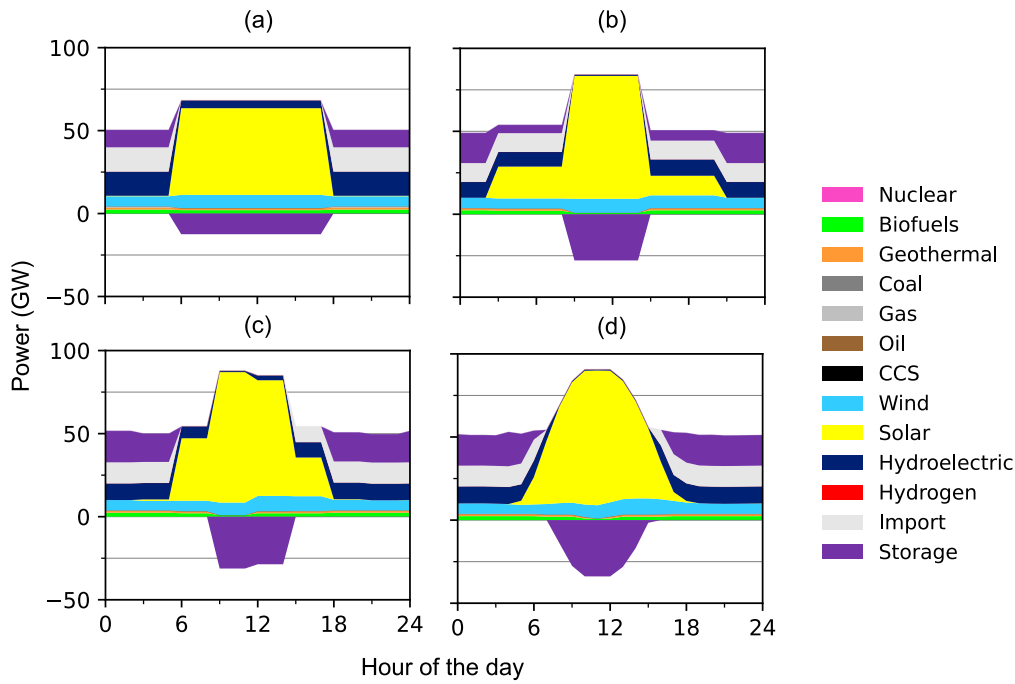 (a) (b)
100
50
0
−50
(c) (d)
100
50
0
−50
0 6 12 18 24 0 6 12 18 24
Power (GW)
Hour of the day
Nuclear
Biofuels
Geothermal
Coal
Gas
Oil
CCS
Wind
Solar
Hydroelectric
Hydrogen
Import
Storage